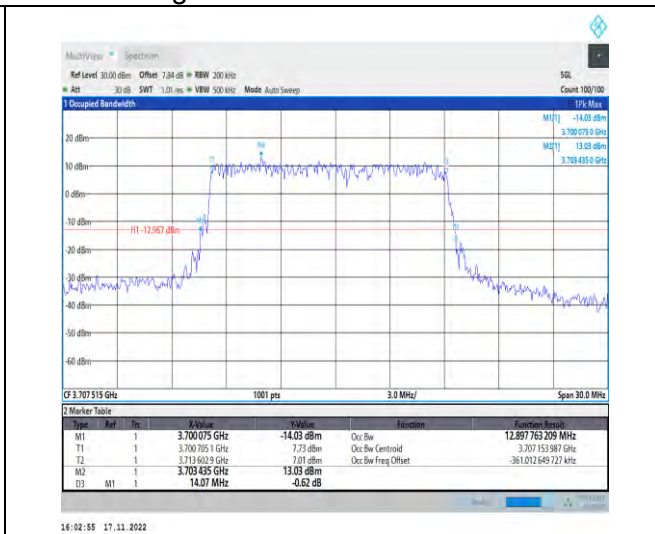 MultiView Spectrum
Ref Level 30.00 dBm Offset 7.84 dB RBW 200 kHz SGL
Att 30 dB SWT 1.01 ms VBW 500 kHz Mode Auto Sweep Count 100/100
1 Occupied Bandwidth 1Pk Max
M1[1] -14.03 dBm
3.700 075 0 GHz
20 dBm
M2[1] 13.03 dBm
3.703 435 0 GHz
M2
10 dBm
0 dBm
-10 dBm
H1 -12.967 dBm
-20 dBm
-30 dBm
-40 dBm
-50 dBm
-60 dBm
CF 3.707 515 GHz 1001 pts 3.0 MHz/ Span 30.0 MHz
2 Marker Table
Type Ref Trc X-Value Y-Value Function Function Result
M1 1 3.700 075 GHz -14.03 dBm Occ Bw 12.897 763 209 MHz
T1 1 3.700 705 1 GHz 7.73 dBm Occ Bw Centroid 3.707 153 987 GHz
T2 1 3.713 602 9 GHz 7.01 dBm Occ Bw Freq Offset -361.012 649 727 kHz
M2 1 3.703 435 GHz 13.03 dBm
D3 M1 1 14.07 MHz -0.62 dB
16:02:55 17.11.2022